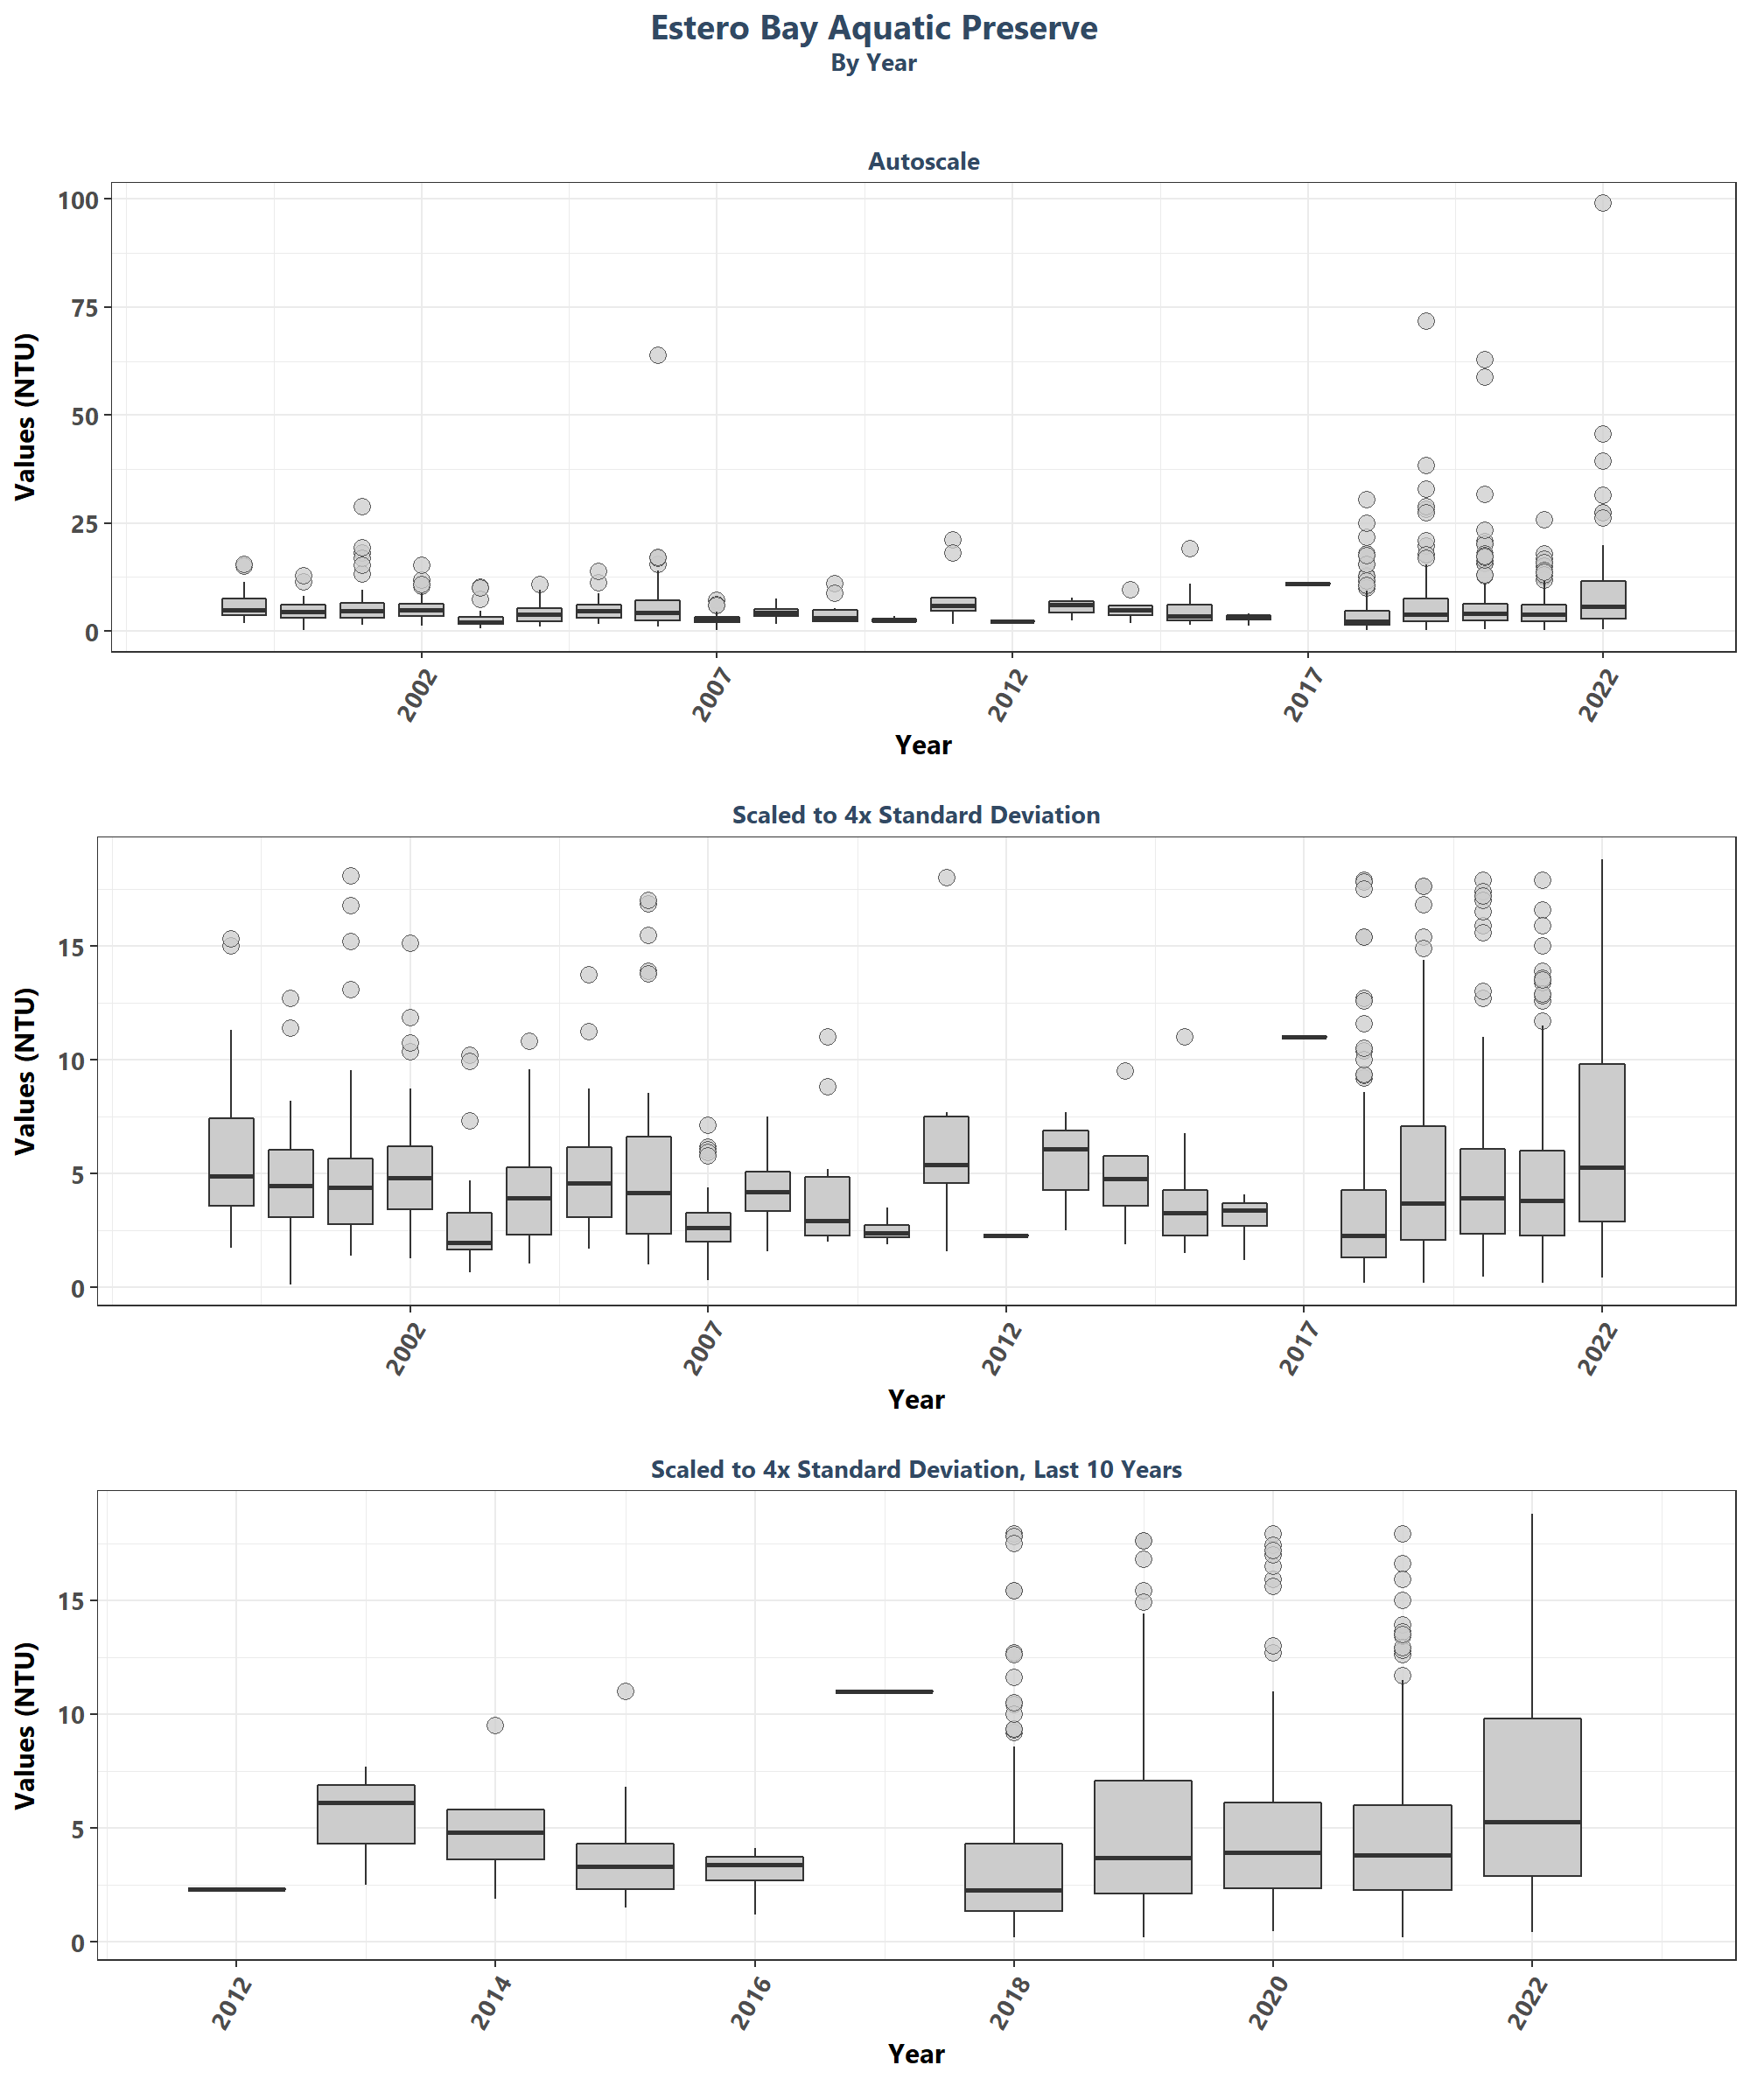 Estero Bay Aquatic Preserve
By Year
Autoscale
Values (NTU)
100
75
50
25
0
2002 2007 2012 2017 2022
Year
Scaled to 4x Standard Deviation
Values (NTU)
15
10
5
0
2002 2007 2012 2017 2022
Year
Scaled to 4x Standard Deviation, Last 10 Years
Values (NTU)
15
10
5
0
2012 2014 2016 2018 2020 2022
Year